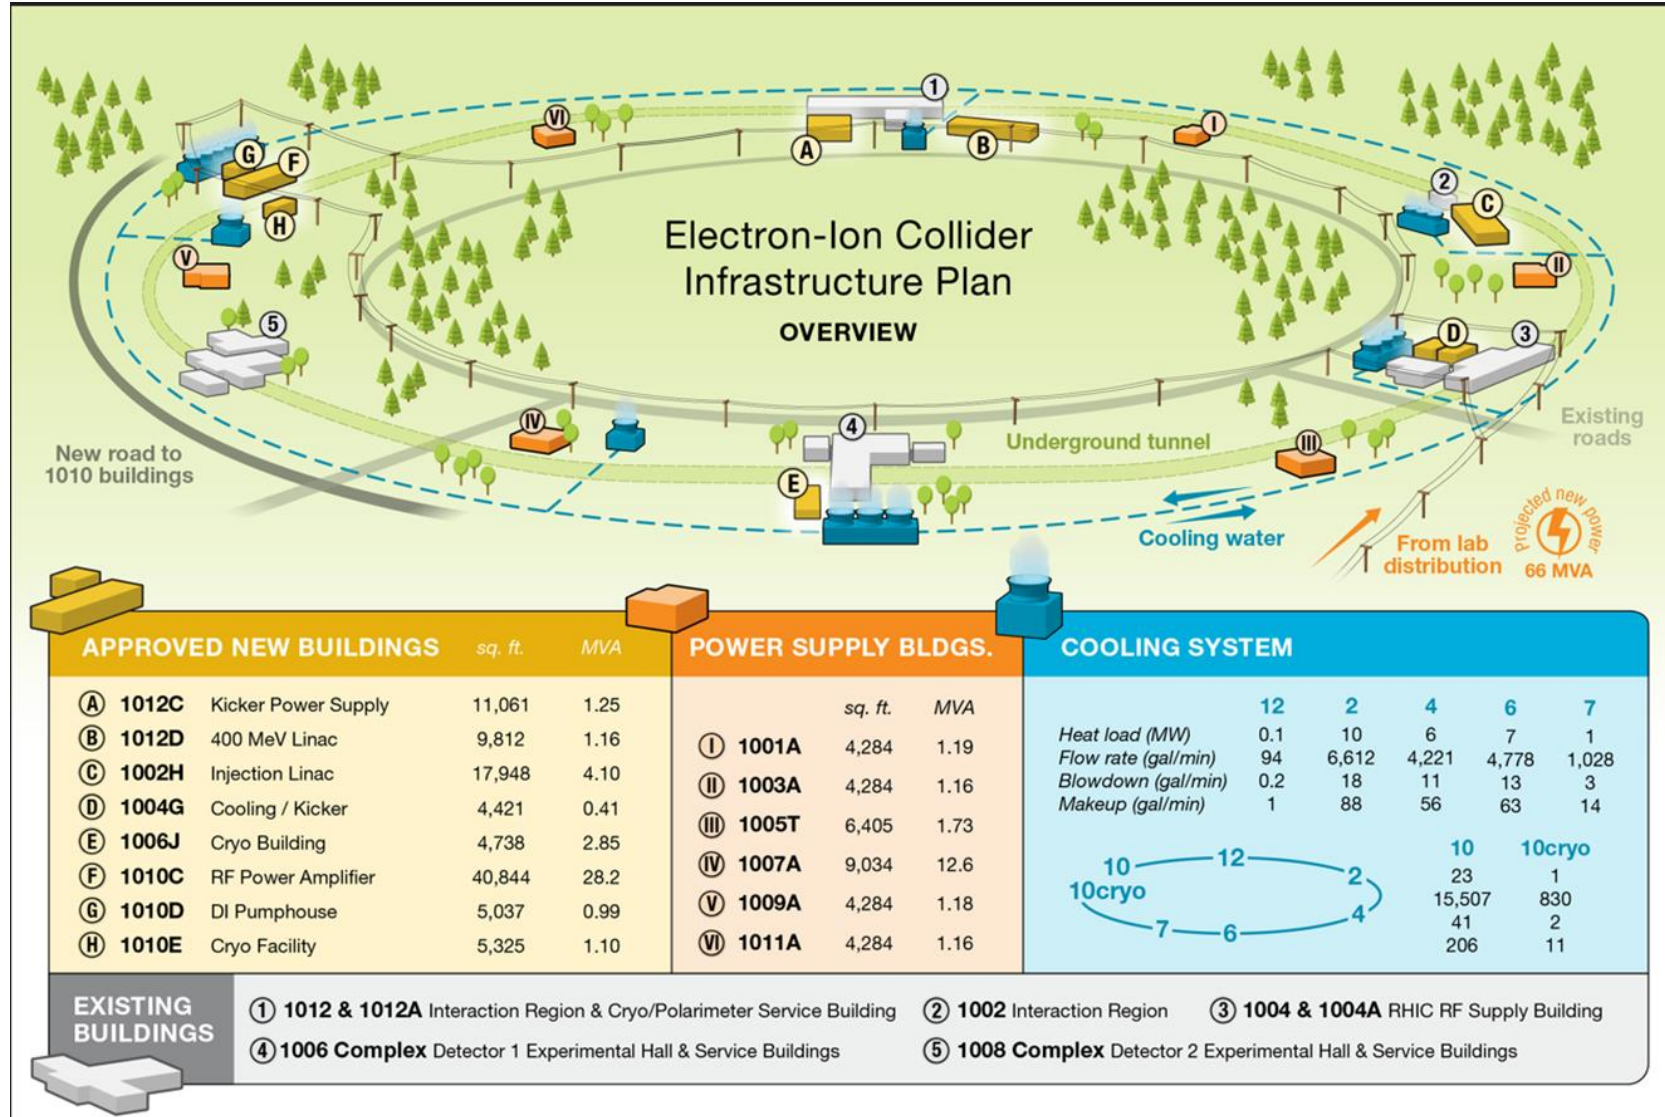 1
VI
I
A
B
G
F
2
C
H
Electron-Ion Collider
Infrastructure Plan
OVERVIEW
V
II
5
D
3
IV
4
Underground tunnel
III
Existing
roads
New road to
1010 buildings
E
Cooling water
From lab
distribution
Projected new power
66 MVA
APPROVED NEW BUILDINGS sq. ft. MVA
A 1012C Kicker Power Supply 11,061 1.25
B 1012D 400 MeV Linac 9,812 1.16
C 1002H Injection Linac 17,948 4.10
D 1004G Cooling / Kicker 4,421 0.41
E 1006J Cryo Building 4,738 2.85
F 1010C RF Power Amplifier 40,844 28.2
G 1010D DI Pumphouse 5,037 0.99
H 1010E Cryo Facility 5,325 1.10
POWER SUPPLY BLDGS.
sq. ft. MVA
I 1001A 4,284 1.19
II 1003A 4,284 1.16
III 1005T 6,405 1.73
IV 1007A 9,034 12.6
V 1009A 4,284 1.18
VI 1011A 4,284 1.16
COOLING SYSTEM
12 2 4 6 7
Heat load (MW) 0.1 10 6 7 1
Flow rate (gal/min) 94 6,612 4,221 4,778 1,028
Blowdown (gal/min) 0.2 18 11 13 3
Makeup (gal/min) 1 88 56 63 14
10 12 2
10cryo 4
7 6
10 10cryo
23 1
15,507 830
41 2
206 11
EXISTING
BUILDINGS
1 1012 & 1012A Interaction Region & Cryo/Polarimeter Service Building 2 1002 Interaction Region 3 1004 & 1004A RHIC RF Supply Building
4 1006 Complex Detector 1 Experimental Hall & Service Buildings 5 1008 Complex Detector 2 Experimental Hall & Service Buildings